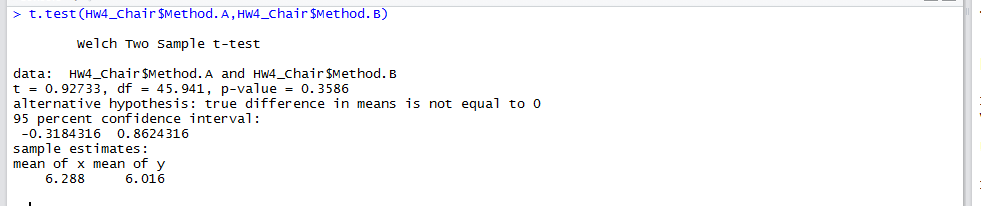 > t.test(HW4_Chair$Method.A,HW4_Chair$Method.B)
Welch Two Sample t-test
data:  HW4_Chair$Method.A and HW4_Chair$Method.B
t = 0.92733, df = 45.941, p-value = 0.3586
alternative hypothesis: true difference in means is not equal to 0
95 percent confidence interval:
 -0.3184316  0.8624316
sample estimates:
mean of x mean of y
    6.288     6.016